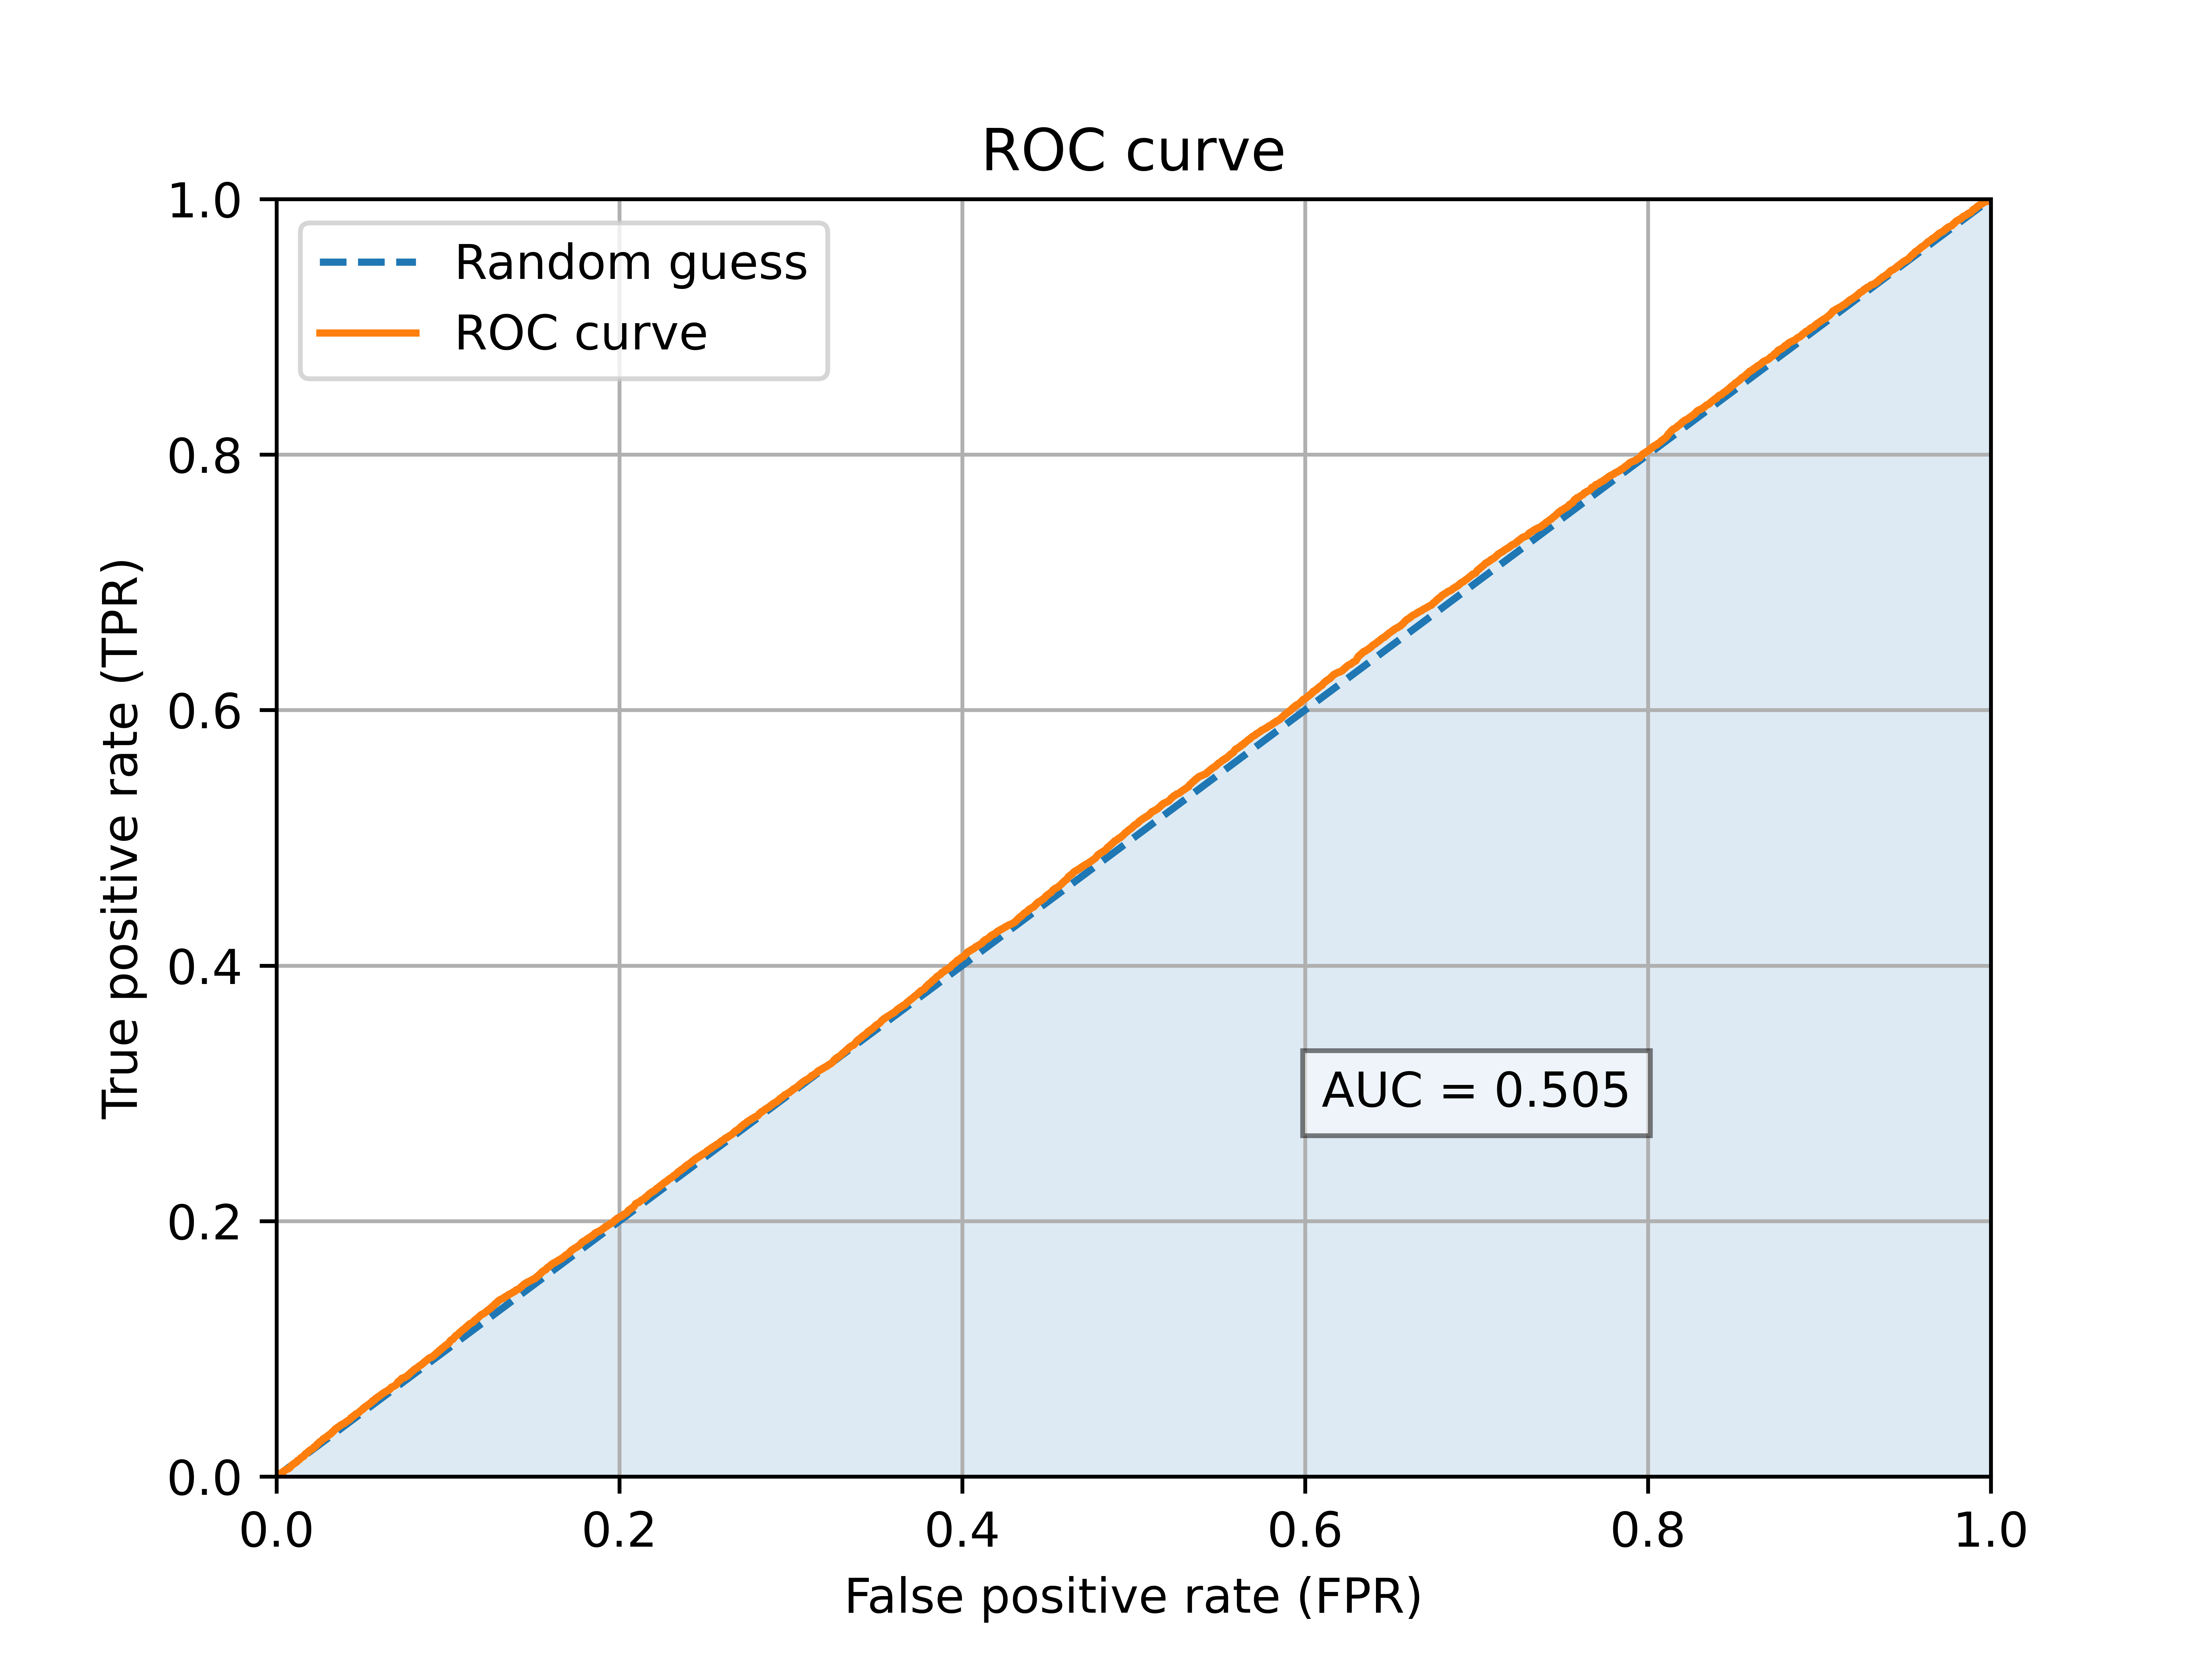 ROC curve
1.0
0.8
0.6
0.4
0.2
0.0
True positive rate (TPR)
Random guess
ROC curve
AUC = 0.505
0.0 0.2 0.4 0.6 0.8 1.0
False positive rate (FPR)